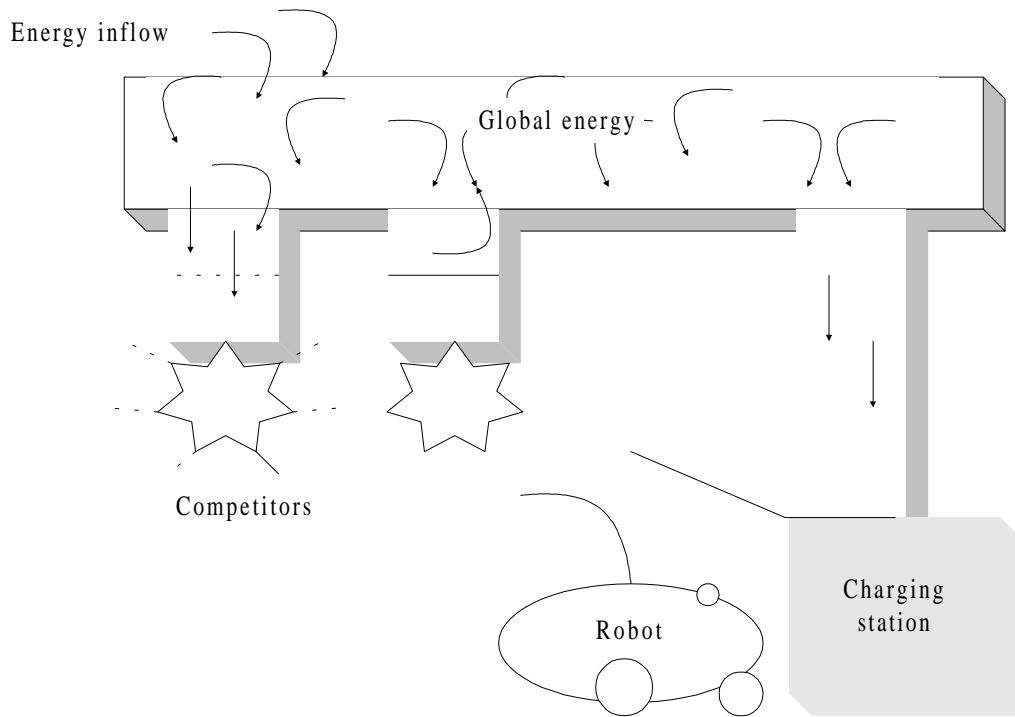 Energy inflow
Global energy
Competitors
Robot
Charging
station